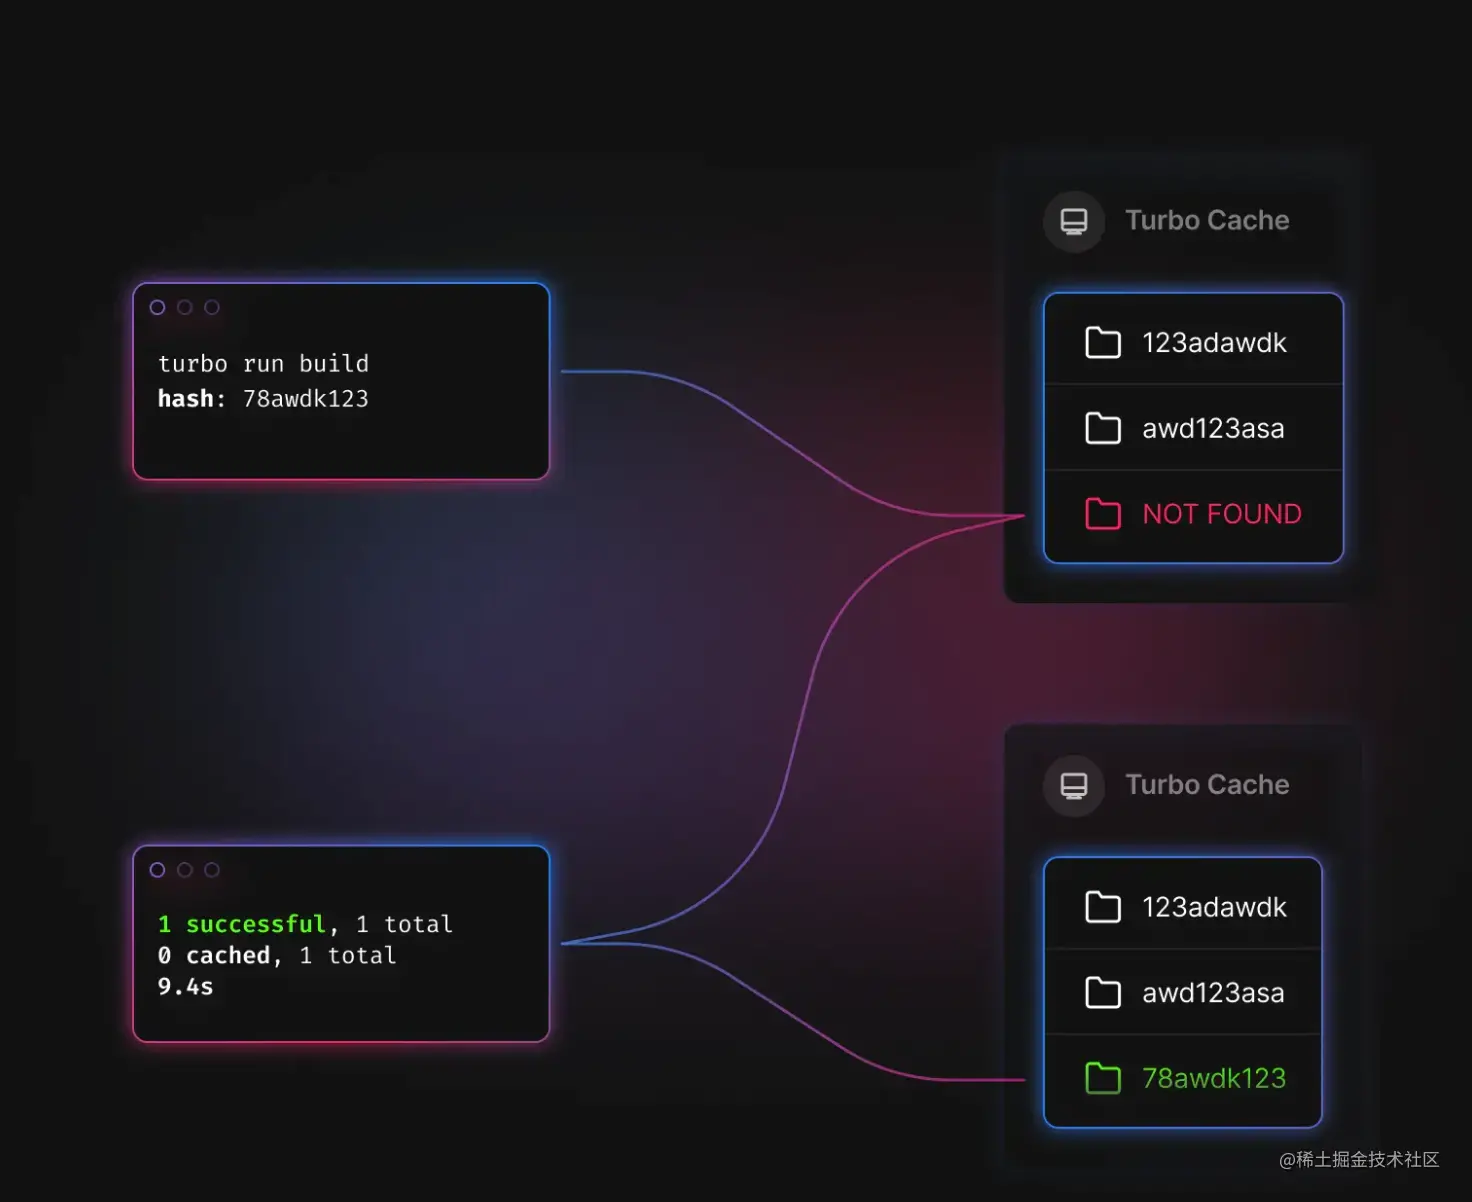 turbo run build
hash: 78awdk123
Turbo Cache
123adawdk
awd123asa
NOT FOUND
1 successful, 1 total
0 cached, 1 total
9.4s
Turbo Cache
123adawdk
awd123asa
78awdk123
@稀土掘金技术社区